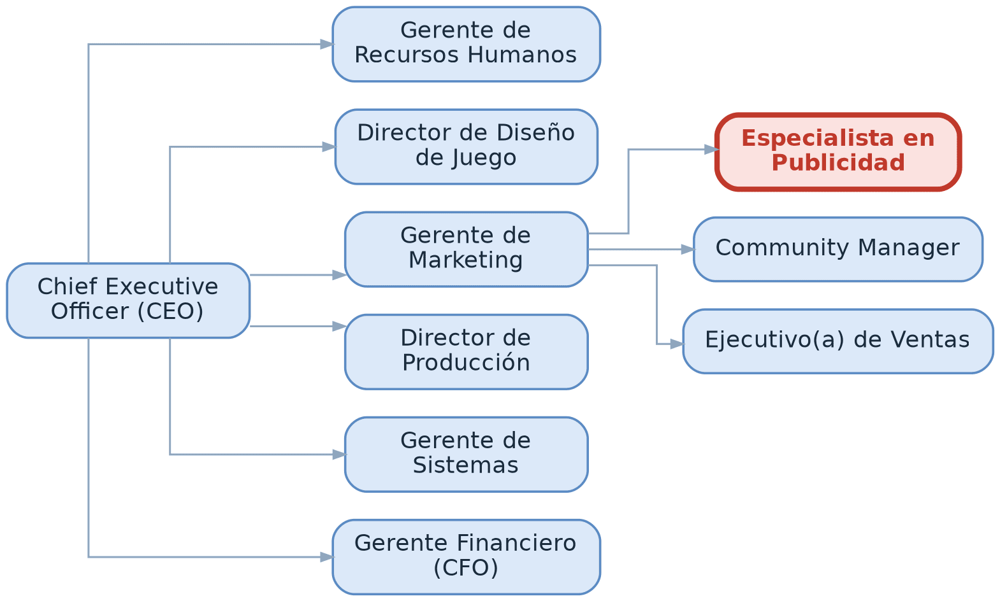 Gerente de
Recursos Humanos
Director de Diseño
de Juego
Especialista en
Publicidad
Gerente de
Marketing
Community Manager
Chief Executive
Officer (CEO)
Ejecutivo(a) de Ventas
Director de
Producción
Gerente de
Sistemas
Gerente Financiero
(CFO)